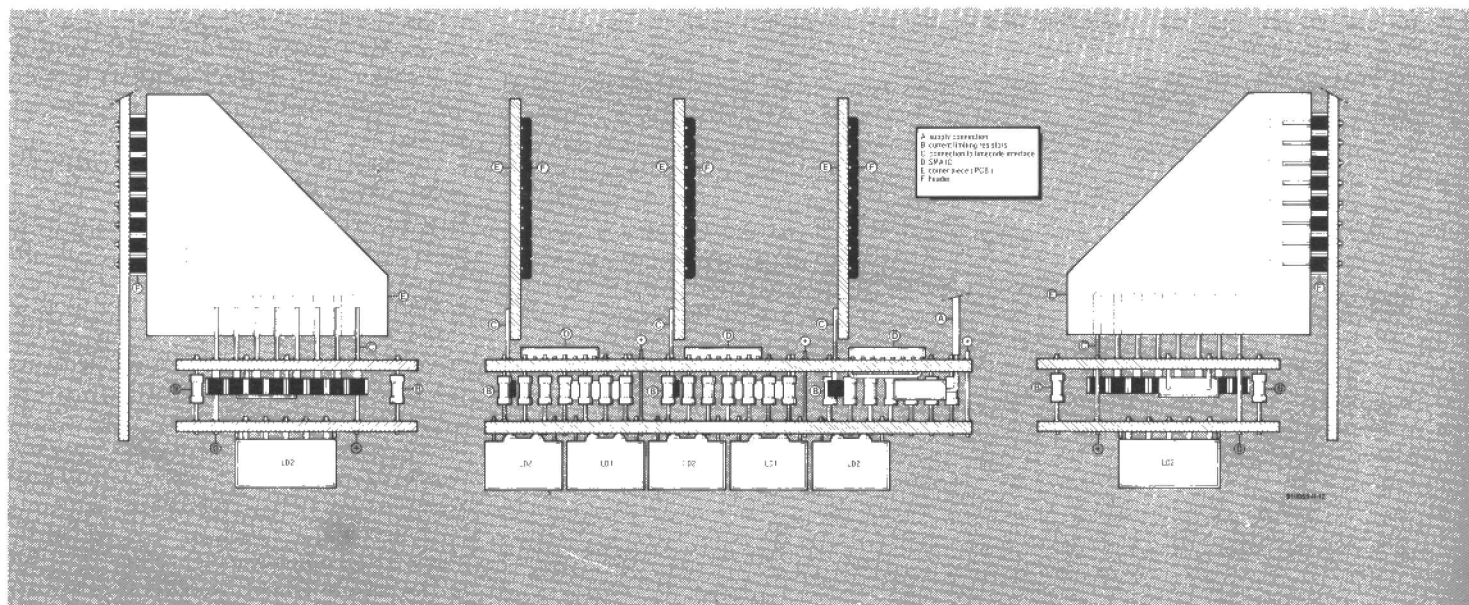 A supply connection
B current limiting resistors
C connection to timecode interface
D SMA IC
E corner piece ( PCB )
F header
E
F
E
F
E
F
F
E
F
E
C
C
C
A
C
D
D
D
B
B
B
B
LD2
LD2
LD1
LD2
LD1
LD2
LD2